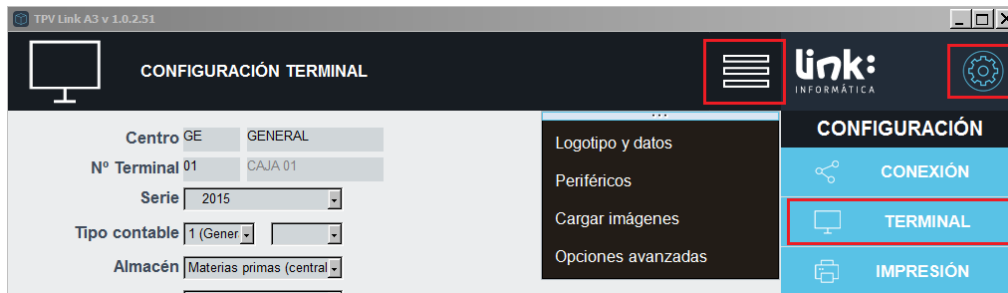 TPV Link A3 v 1.0.2.51
CONFIGURACIÓN TERMINAL
link:
INFORMÁTICA
Centro GE GENERAL
Nº Terminal 01 CAJA 01
Serie 2015
Tipo contable 1 (Gener
Almacén Materias primas (central
...
Logotipo y datos
Periféricos
Cargar imágenes
Opciones avanzadas
CONFIGURACIÓN
CONEXIÓN
TERMINAL
IMPRESIÓN